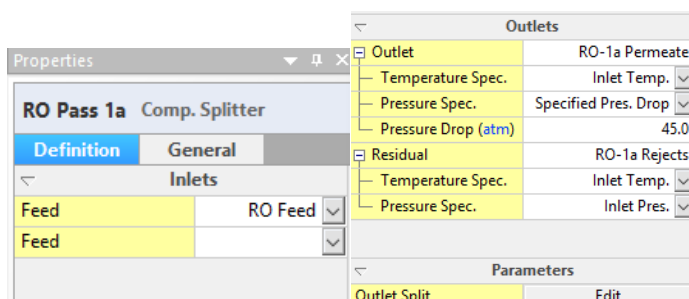 Properties
RO Pass 1a Comp. Splitter
Definition General
Inlets
Feed RO Feed
Feed
Outlets
Outlet RO-1a Permeate
Temperature Spec. Inlet Temp.
Pressure Spec. Specified Pres. Drop
Pressure Drop (atm) 45.0
Residual RO-1a Rejects
Temperature Spec. Inlet Temp.
Pressure Spec. Inlet Pres.
Parameters
Outlet Split Edit